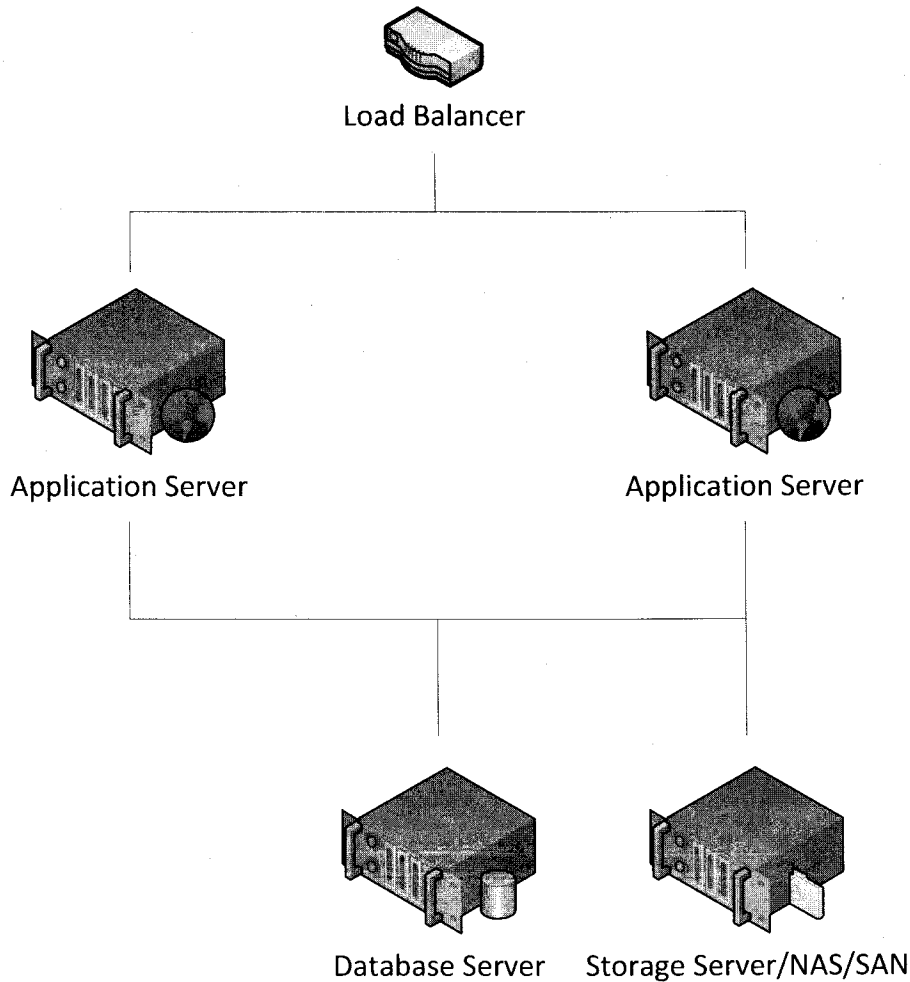 Load Balancer
Application Server
Application Server
Database Server
Storage Server/NAS/SAN